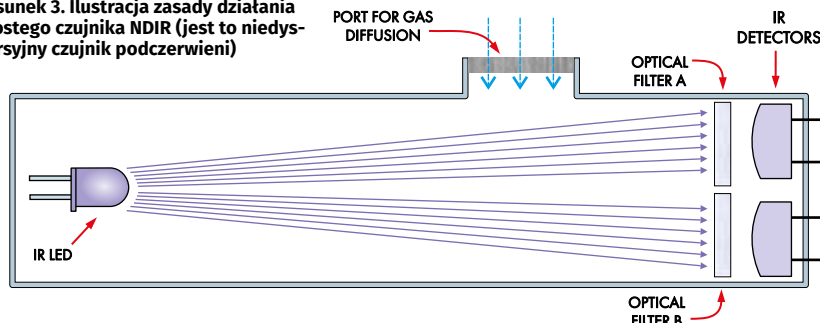 sunek 3. Ilustracja zasady działania
ostego czujnika NDIR (jest to niedys-
rsyjny czujnik podczerwieni)
PORT FOR GAS
DIFFUSION
OPTICAL
FILTER A
IR
DETECTORS
IR LED
OPTICAL
FILTER B